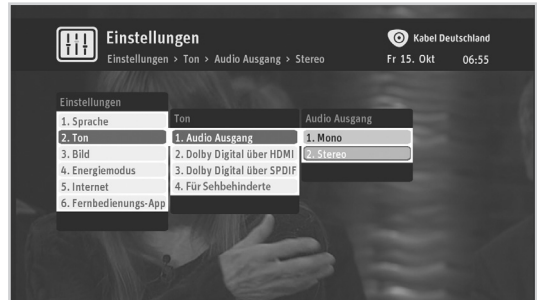 Einstellungen
Kabel Deutschland
Einstellungen > Ton > Audio Ausgang > Stereo
Fr 15. Okt 06:55
Einstellungen
1. Sprache
2. Ton
3. Bild
4. Energiemodus
5. Internet
6. Fernbedienungs-App
Ton
1. Audio Ausgang
2. Dolby Digital über HDMI
3. Dolby Digital über SPDIF
4. Für Sehbehinderte
Audio Ausgang
1. Mono
2. Stereo